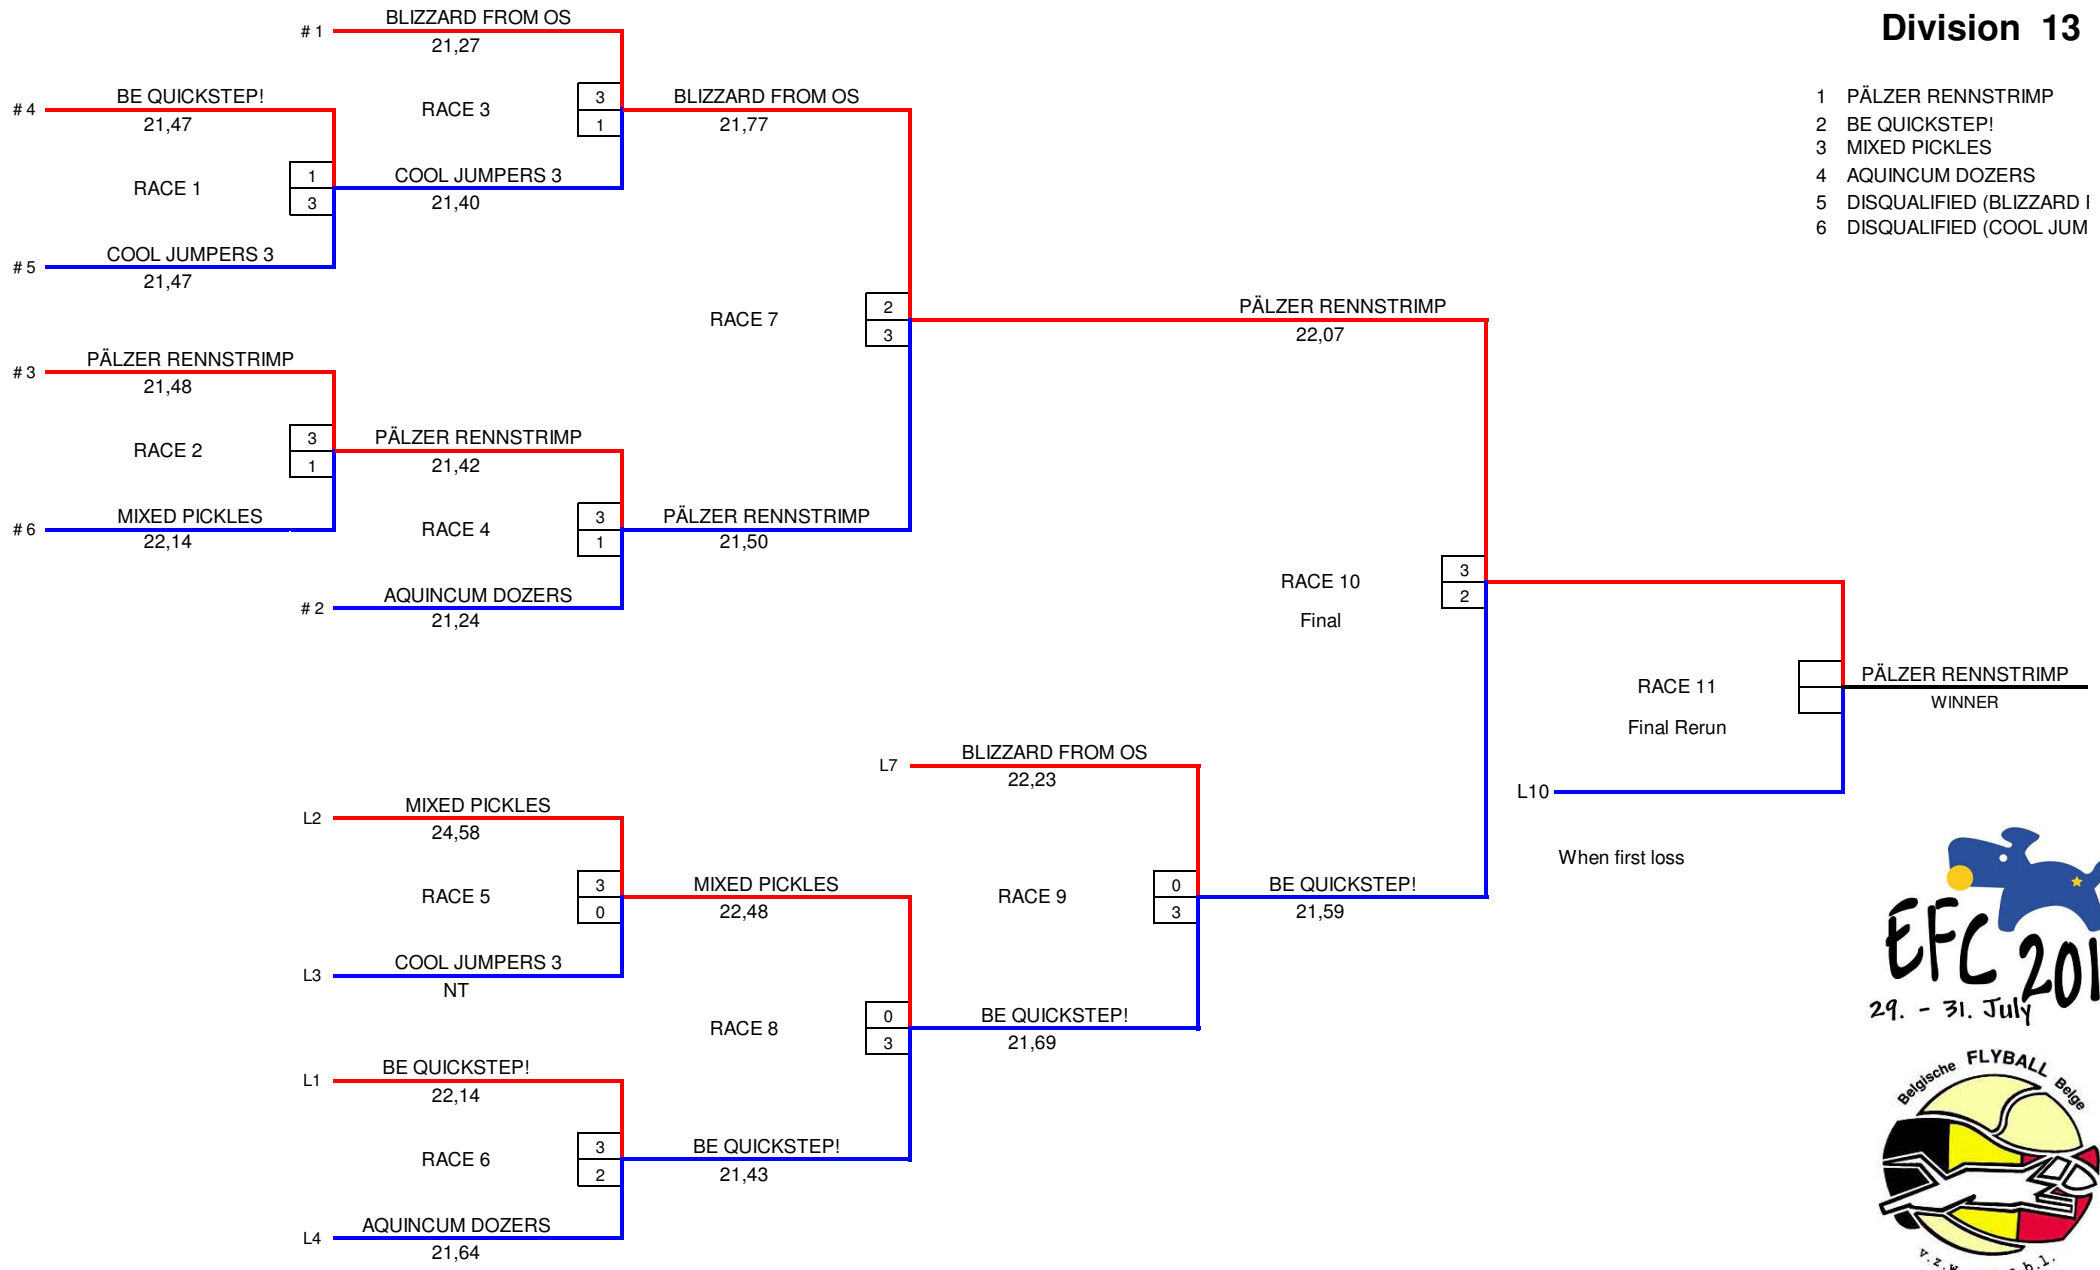 Division 13
1 PÄLZER RENNSTRIMP
2 BE QUICKSTEP!
3 MIXED PICKLES
4 AQUINCUM DOZERS
5 DISQUALIFIED (BLIZZARD
6 DISQUALIFIED (COOL JUM
# 1
BLIZZARD FROM OS
21,27
# 4
BE QUICKSTEP!
21,47
RACE 3
3
1
BLIZZARD FROM OS
21,77
RACE 1
1
3
COOL JUMPERS 3
21,40
# 5
COOL JUMPERS 3
21,47
RACE 7
2
3
PÄLZER RENNSTRIMP
22,07
# 3
PÄLZER RENNSTRIMP
21,48
RACE 2
3
1
PÄLZER RENNSTRIMP
21,42
# 6
MIXED PICKLES
22,14
RACE 4
3
1
PÄLZER RENNSTRIMP
21,50
# 2
AQUINCUM DOZERS
21,24
RACE 10
Final
3
2
RACE 11
Final Rerun
PÄLZER RENNSTRIMP
WINNER
L7
BLIZZARD FROM OS
22,23
L10
When first loss
L2
MIXED PICKLES
24,58
RACE 5
3
0
MIXED PICKLES
22,48
RACE 9
0
3
BE QUICKSTEP!
21,59
L3
COOL JUMPERS 3
NT
RACE 8
0
3
BE QUICKSTEP!
21,69
L1
BE QUICKSTEP!
22,14
RACE 6
3
2
BE QUICKSTEP!
21,43
L4
AQUINCUM DOZERS
21,64
EFC 201
29. - 31. July
Belgische FLYBALL Belge
v.z.w.